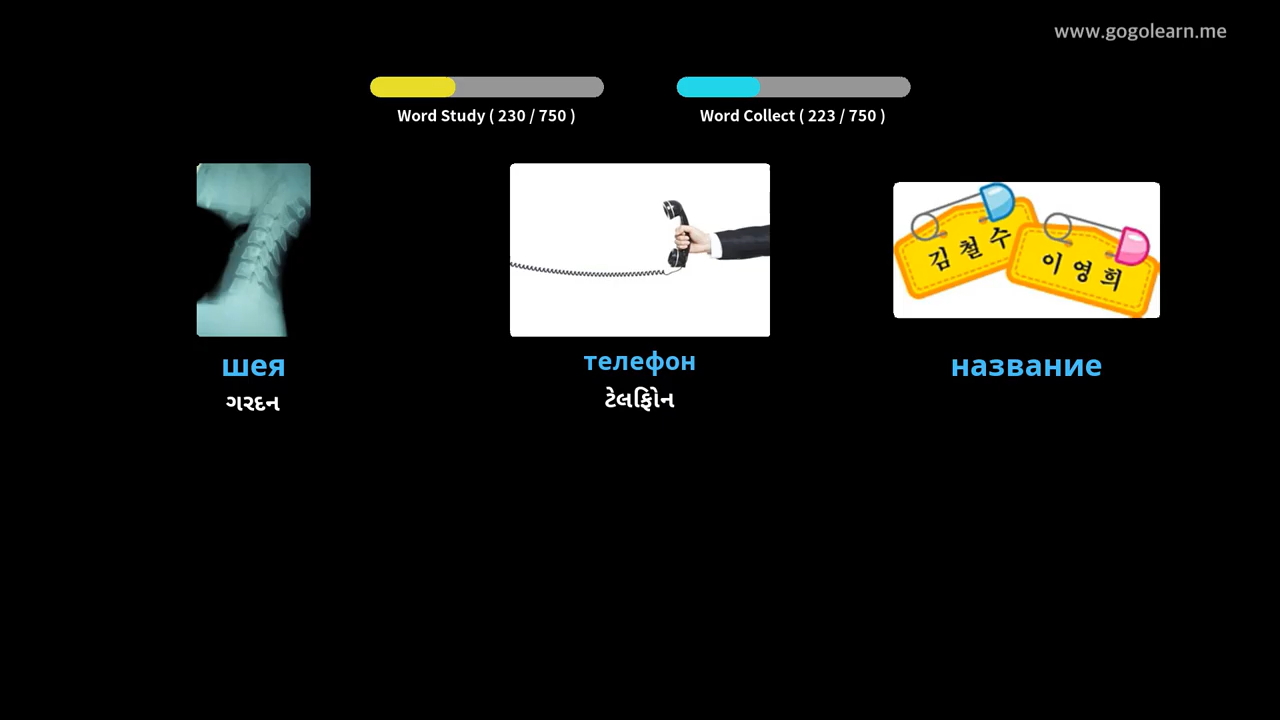 www.gogolearn.me
Word Study ( 230 / 750 )
Word Collect ( 223 / 750 )
김철수
이영희
шея
телефон
название
ગરદન
ટેલિફોન